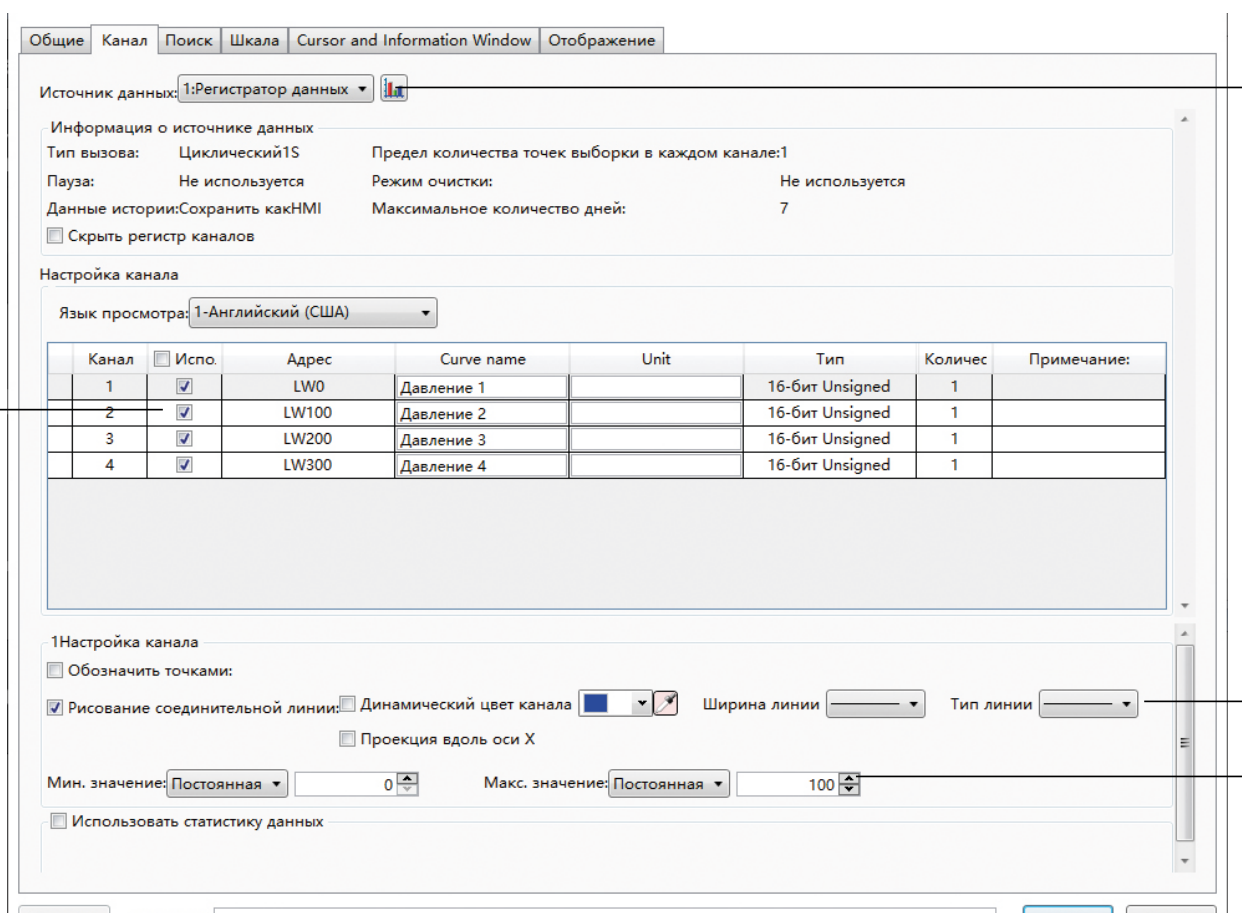 Общие Канал Поиск Шкала Cursor and Information Window Отображение
Источник данных: 1:Регистратор данных
Информация о источнике данных
Тип вызова: Циклический1S Предел количества точек выборки в каждом канале:1
Пауза: Не используется Режим очистки: Не используется
Данные истории:Сохранить какHMI Максимальное количество дней: 7
Скрыть регистр каналов
Настройка канала
Язык просмотра: 1-Английский (США)
Канал Испо. Адрес Curve name Unit Тип Количес Примечание:
1 LW0 Давление 1 16-бит Unsigned 1
2 LW100 Давление 2 16-бит Unsigned 1
3 LW200 Давление 3 16-бит Unsigned 1
4 LW300 Давление 4 16-бит Unsigned 1
1Настройка канала
Обозначить точками:
Рисование соединительной линии: Динамический цвет канала Ширина линии Тип линии
Проекция вдоль оси X
Мин. значение: Постоянная 0 Макс. значение: Постоянная 100
Использовать статистику данных